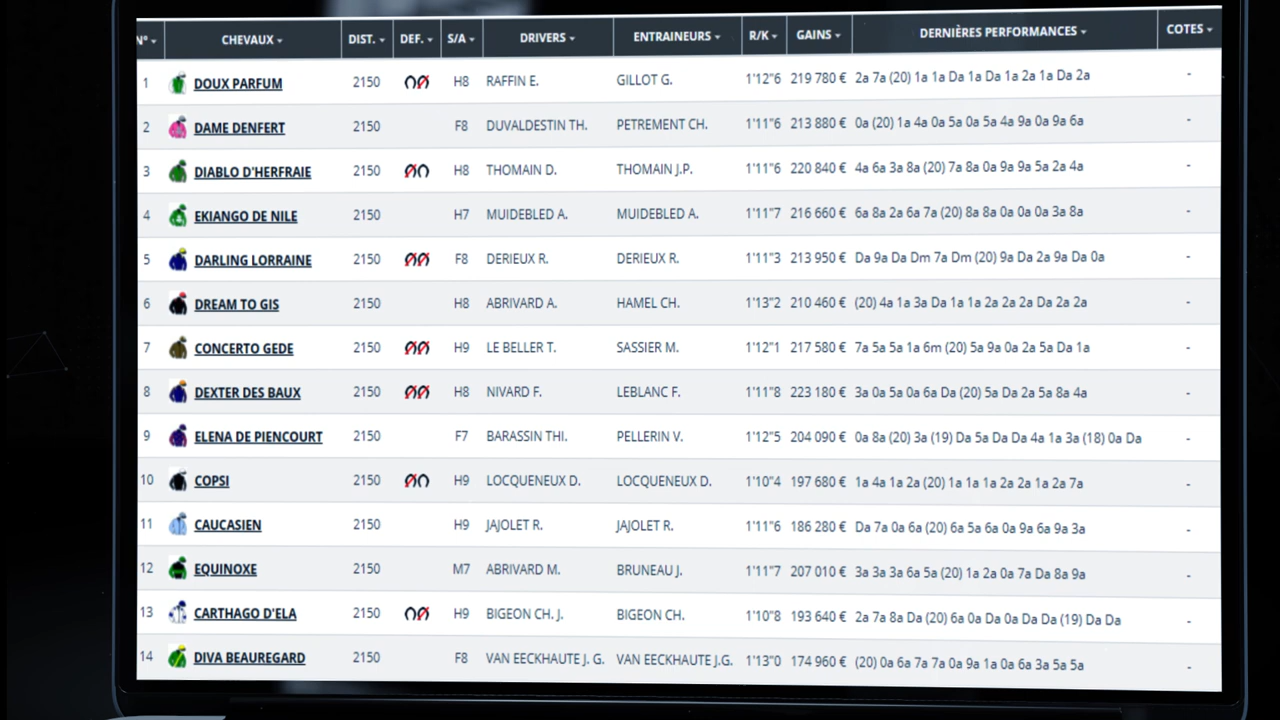 N° CHEVAUX DIST. DEF. S/A DRIVERS ENTRAINEURS R/K GAINS DERNIÈRES PERFORMANCES COTES
1 DOUX PARFUM 2150 H8 RAFFIN E. GILLOT G. 1'12"6 219 780 € 2a 7a (20) 1a 1a Da 1a Da 1a 2a 1a Da 2a -
2 DAME DENFERT 2150 F8 DUVALDESTIN TH. PETREMENT CH. 1'11"6 213 880 € 0a (20) 1a 4a 0a 5a 0a 5a 4a 9a 0a 9a 6a -
3 DIABLO D'HERFRAIE 2150 H8 THOMAIN D. THOMAIN J.P. 1'11"6 220 840 € 4a 6a 3a 8a (20) 7a 8a 0a 9a 9a 5a 2a 4a -
4 EKIANGO DE NILE 2150 H7 MUIDEBLED A. MUIDEBLED A. 1'11"7 216 660 € 6a 8a 2a 6a 7a (20) 8a 8a 0a 0a 0a 3a 8a -
5 DARLING LORRAINE 2150 F8 DERIEUX R. DERIEUX R. 1'11"3 213 950 € Da 9a Da Dm 7a Dm (20) 9a Da 2a 9a Da 0a -
6 DREAM TO GIS 2150 H8 ABRIVARD A. HAMEL CH. 1'13"2 210 460 € (20) 4a 1a 3a Da 1a 1a 2a 2a 2a Da 2a 2a -
7 CONCERTO GEDE 2150 H9 LE BELLER T. SASSIER M. 1'12"1 217 580 € 7a 5a 5a 1a 6m (20) 5a 9a 0a 2a 5a Da 1a -
8 DEXTER DES BAUX 2150 H8 NIVARD F. LEBLANC F. 1'11"8 223 180 € 3a 0a 5a 0a 6a Da (20) 5a Da 2a 5a 8a 4a -
9 ELENA DE PIENCOURT 2150 F7 BARASSIN THI. PELLERIN V. 1'12"5 204 090 € 0a 8a (20) 3a (19) Da 5a Da Da 4a 1a 3a (18) 0a Da -
10 COPSI 2150 H9 LOCQUENEUX D. LOCQUENEUX D. 1'10"4 197 680 € 1a 4a 1a 2a (20) 1a 1a 1a 2a 2a 1a 2a 7a -
11 CAUCASIEN 2150 H9 JAJOLET R. JAJOLET R. 1'11"6 186 280 € Da 7a 0a 6a (20) 6a 5a 6a 0a 9a 6a 9a 3a -
12 EQUINOXE 2150 M7 ABRIVARD M. BRUNEAU J. 1'11"7 207 010 € 3a 3a 3a 6a 5a (20) 1a 2a 0a 7a Da 8a 9a -
13 CARTHAGO D'ELA 2150 H9 BIGEON CH. J. BIGEON CH. 1'10"8 193 640 € 2a 7a 8a Da (20) 6a 0a Da 0a Da Da (19) Da Da -
14 DIVA BEAUREGARD 2150 F8 VAN EECKHAUTE J. G. VAN EECKHAUTE J.G. 1'13"0 174 960 € (20) 0a 6a 7a 7a 0a 9a 1a 0a 6a 3a 5a 5a -